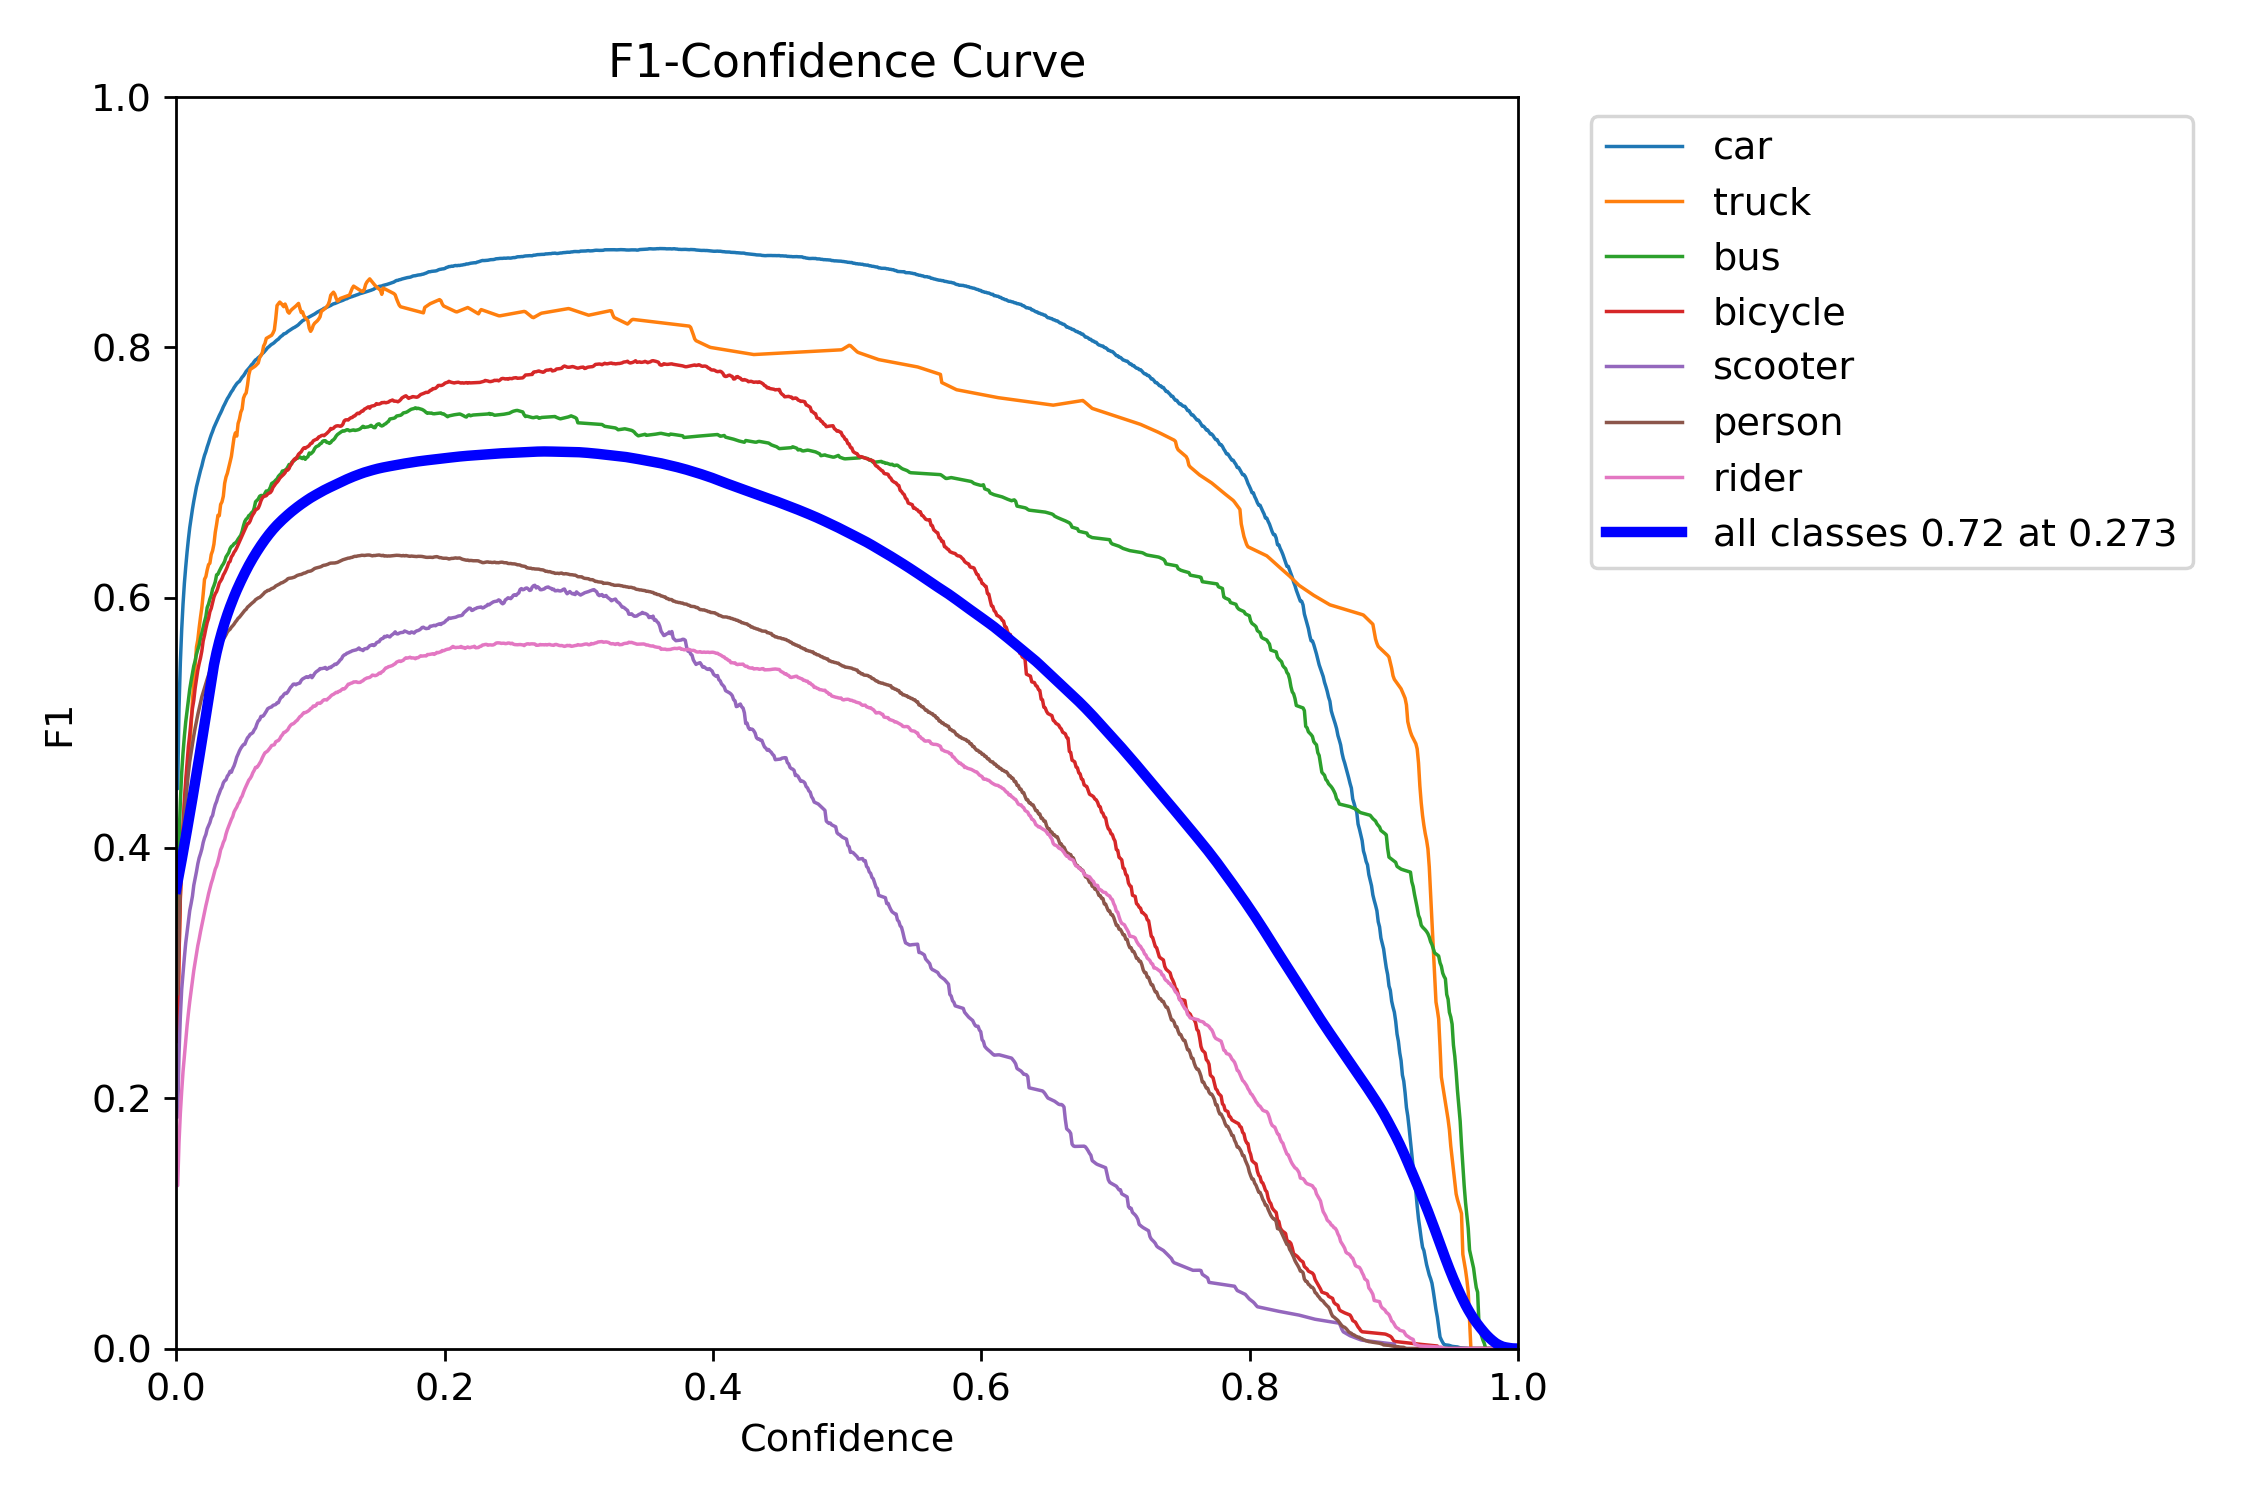 F1-Confidence Curve
1.0
0.8
0.6
0.4
0.2
0.0
F1
0.0 0.2 0.4 0.6 0.8 1.0
Confidence
car
truck
bus
bicycle
scooter
person
rider
all classes 0.72 at 0.273